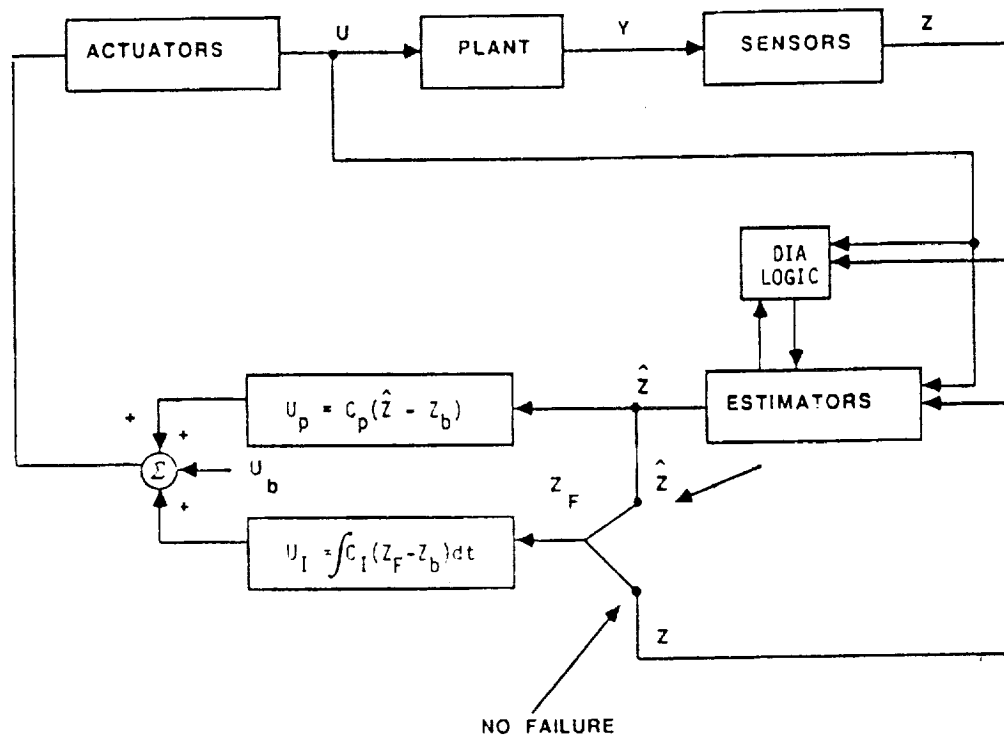 ACTUATORS
U
PLANT
Y
SENSORS
Z
DIA
LOGIC
ESTIMATORS
Ẑ
U_p = C_p(Ẑ - Z_b)
+
+
Σ
U_b
+
Z_F
Ẑ
U_I = ∫C_I(Z_F-Z_b)dt
Z
NO FAILURE